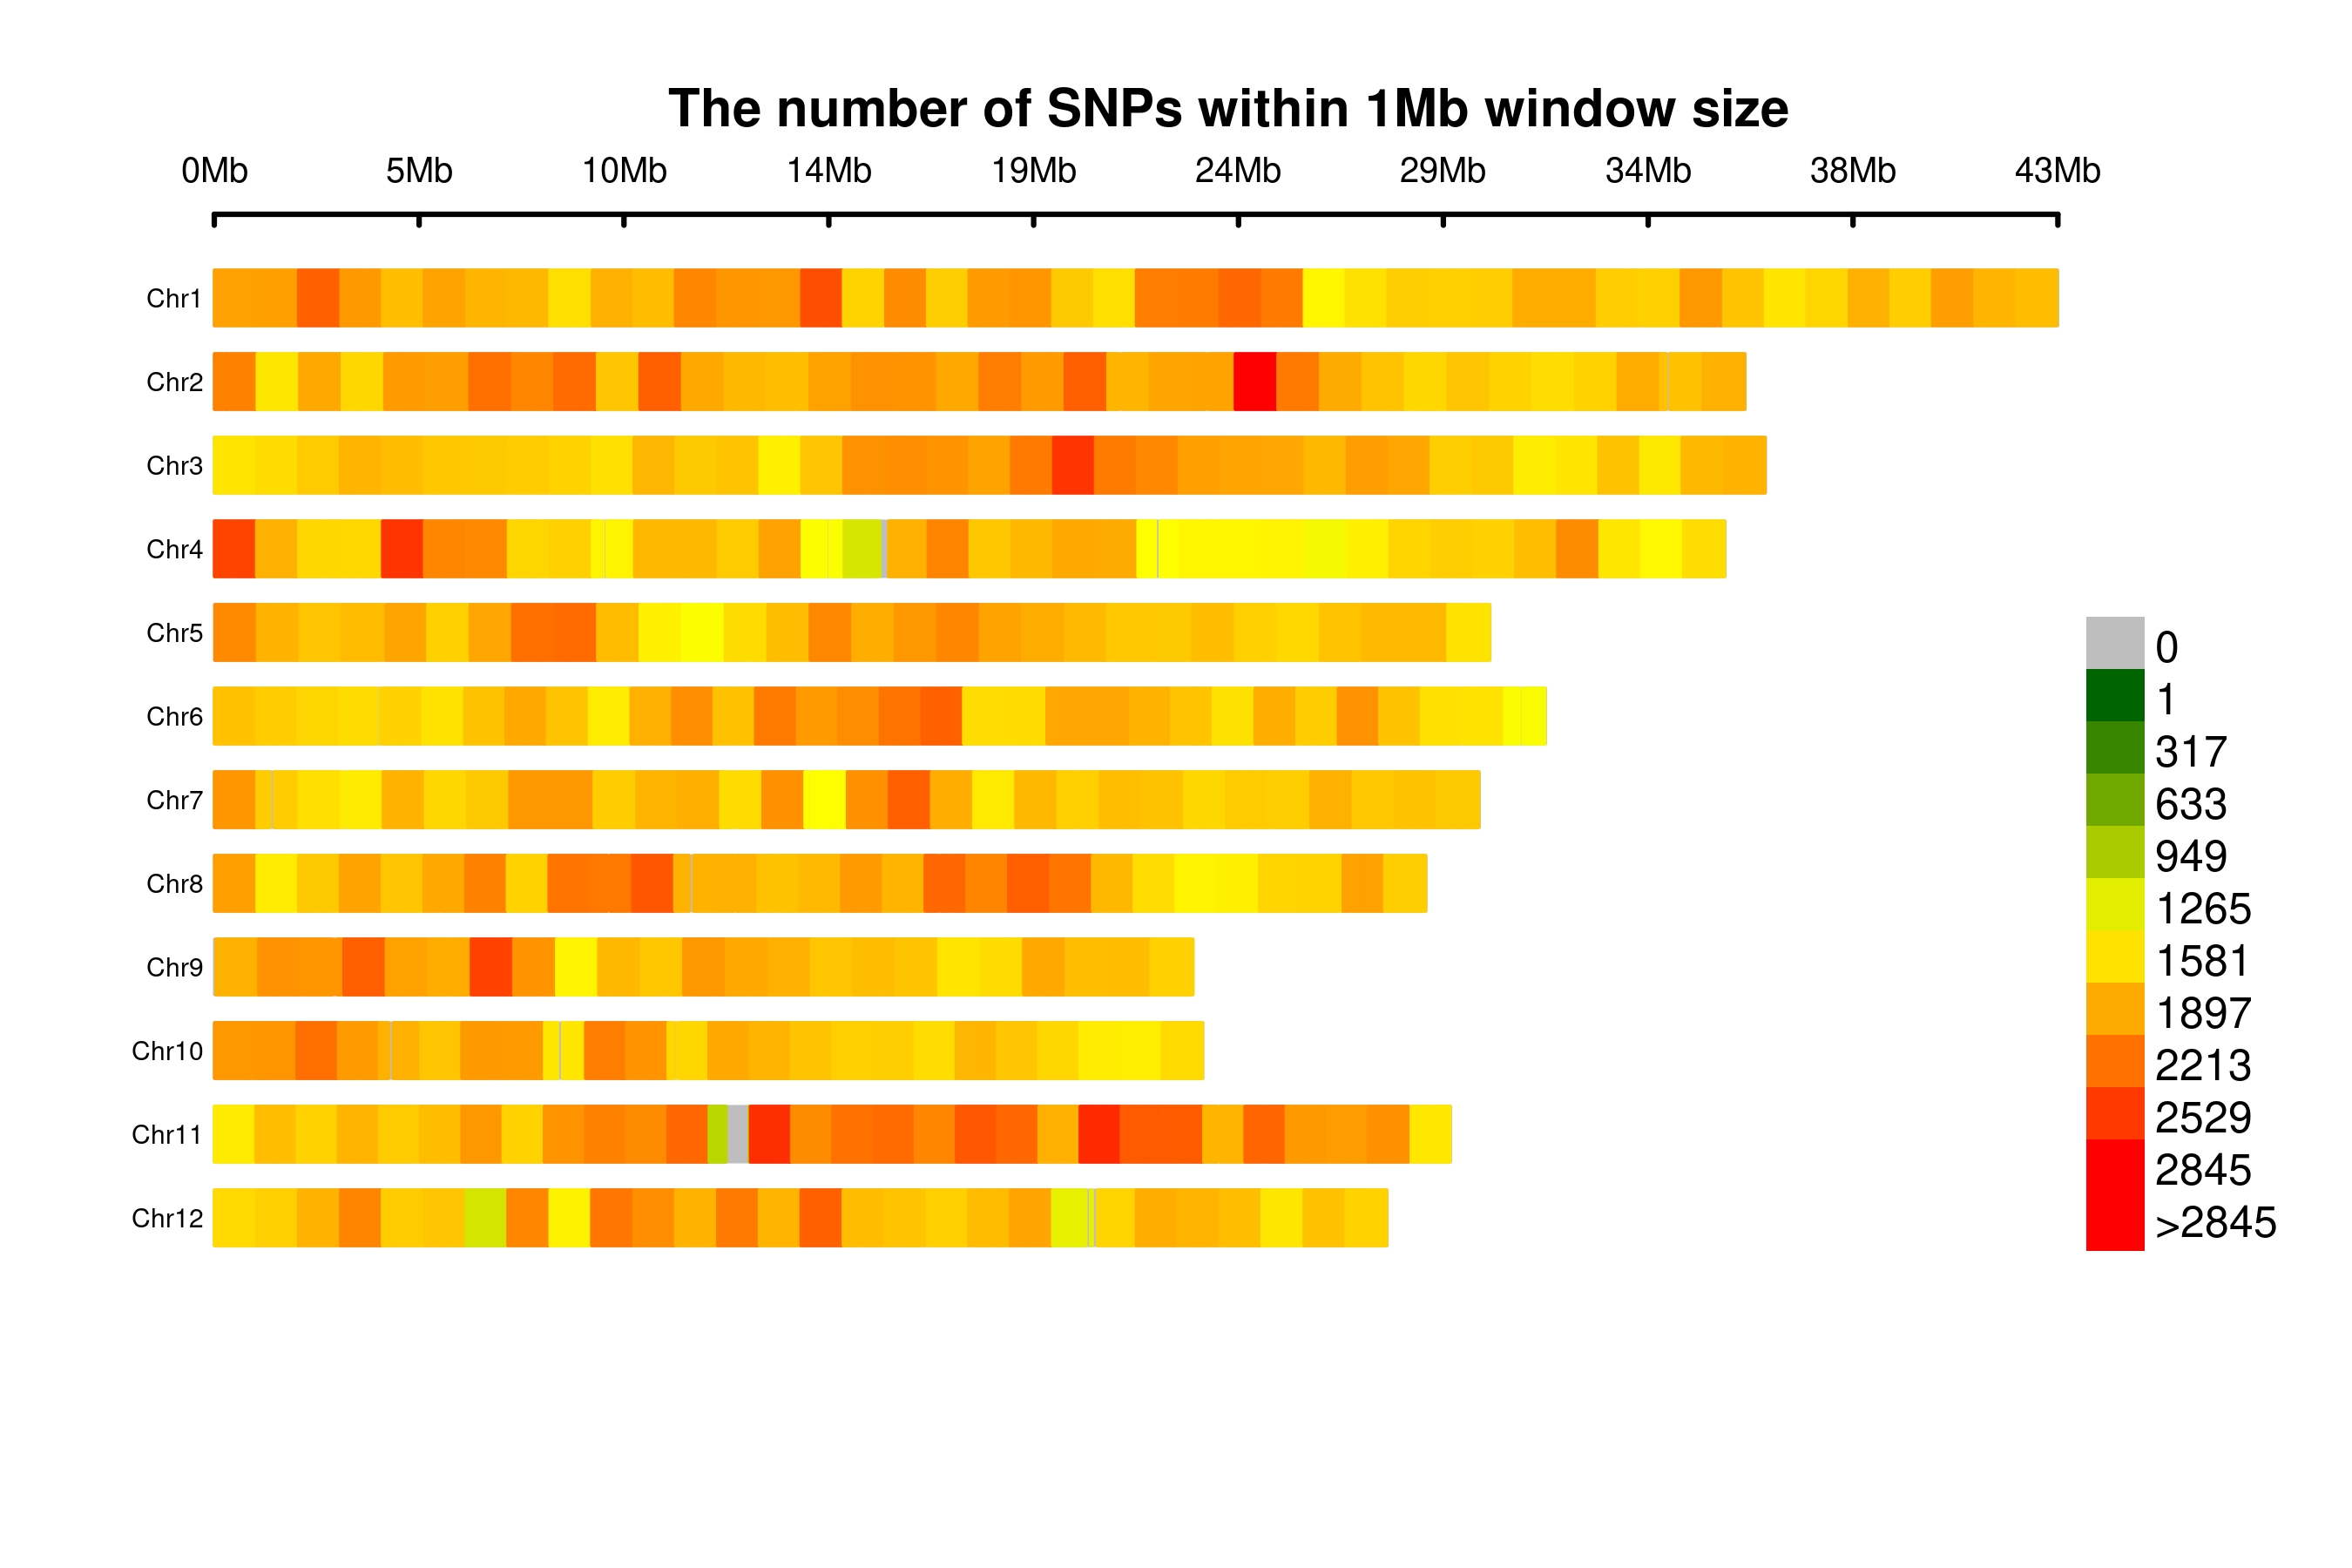 The number of SNPs within 1Mb window size
0Mb 5Mb 10Mb 14Mb 19Mb 24Mb 29Mb 34Mb 38Mb 43Mb
Chr1
Chr2
Chr3
Chr4
Chr5
Chr6
Chr7
Chr8
Chr9
Chr10
Chr11
Chr12
0
1
317
633
949
1265
1581
1897
2213
2529
2845
>2845